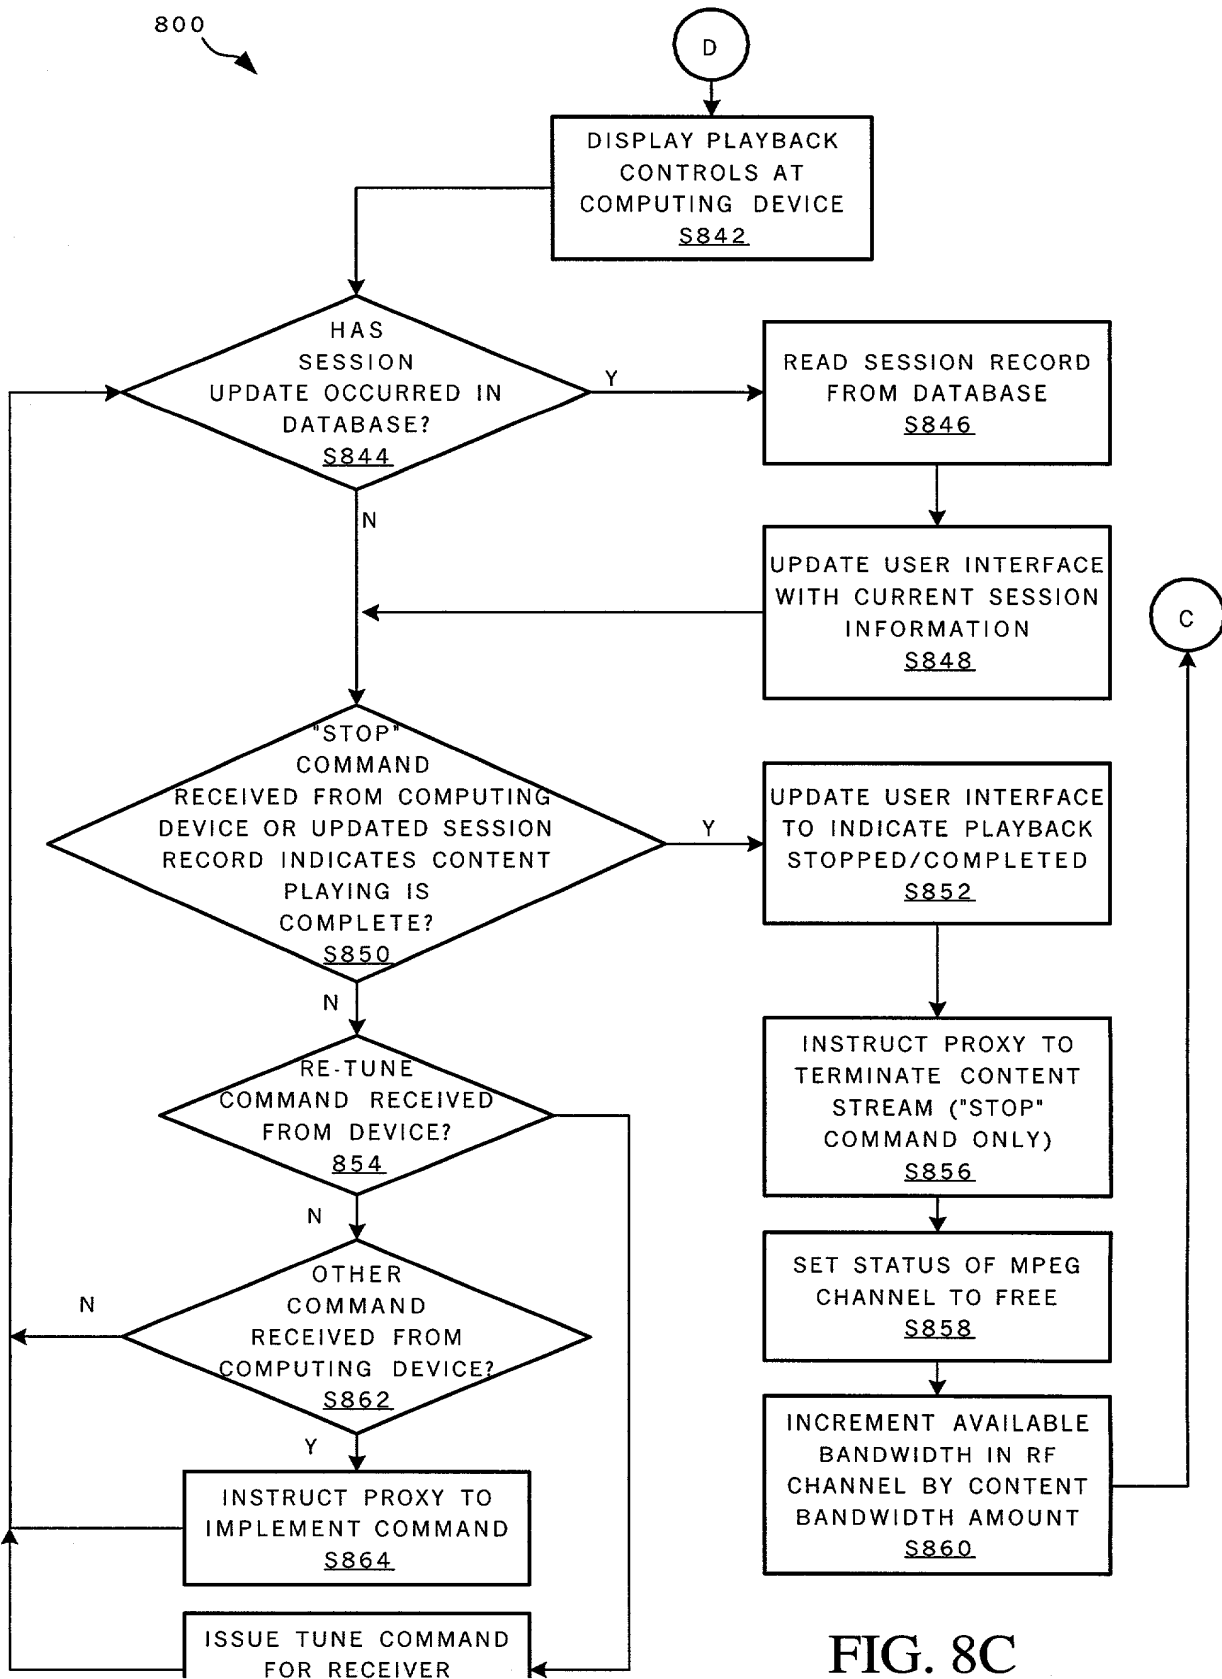 800
D
DISPLAY PLAYBACK
CONTROLS AT
COMPUTING DEVICE
S842
HAS
SESSION
UPDATE OCCURRED IN
DATABASE?
S844
Y
READ SESSION RECORD
FROM DATABASE
S846
N
UPDATE USER INTERFACE
WITH CURRENT SESSION
INFORMATION
S848
C
"STOP"
COMMAND
RECEIVED FROM COMPUTING
DEVICE OR UPDATED SESSION
RECORD INDICATES CONTENT
PLAYING IS
COMPLETE?
S850
Y
UPDATE USER INTERFACE
TO INDICATE PLAYBACK
STOPPED/COMPLETED
S852
N
RE-TUNE
COMMAND RECEIVED
FROM DEVICE?
854
INSTRUCT PROXY TO
TERMINATE CONTENT
STREAM ("STOP"
COMMAND ONLY)
S856
N
OTHER
COMMAND
RECEIVED FROM
COMPUTING DEVICE?
S862
N
SET STATUS OF MPEG
CHANNEL TO FREE
S858
Y
INCREMENT AVAILABLE
BANDWIDTH IN RF
CHANNEL BY CONTENT
BANDWIDTH AMOUNT
S860
INSTRUCT PROXY TO
IMPLEMENT COMMAND
S864
ISSUE TUNE COMMAND
FOR RECEIVER
FIG. 8C